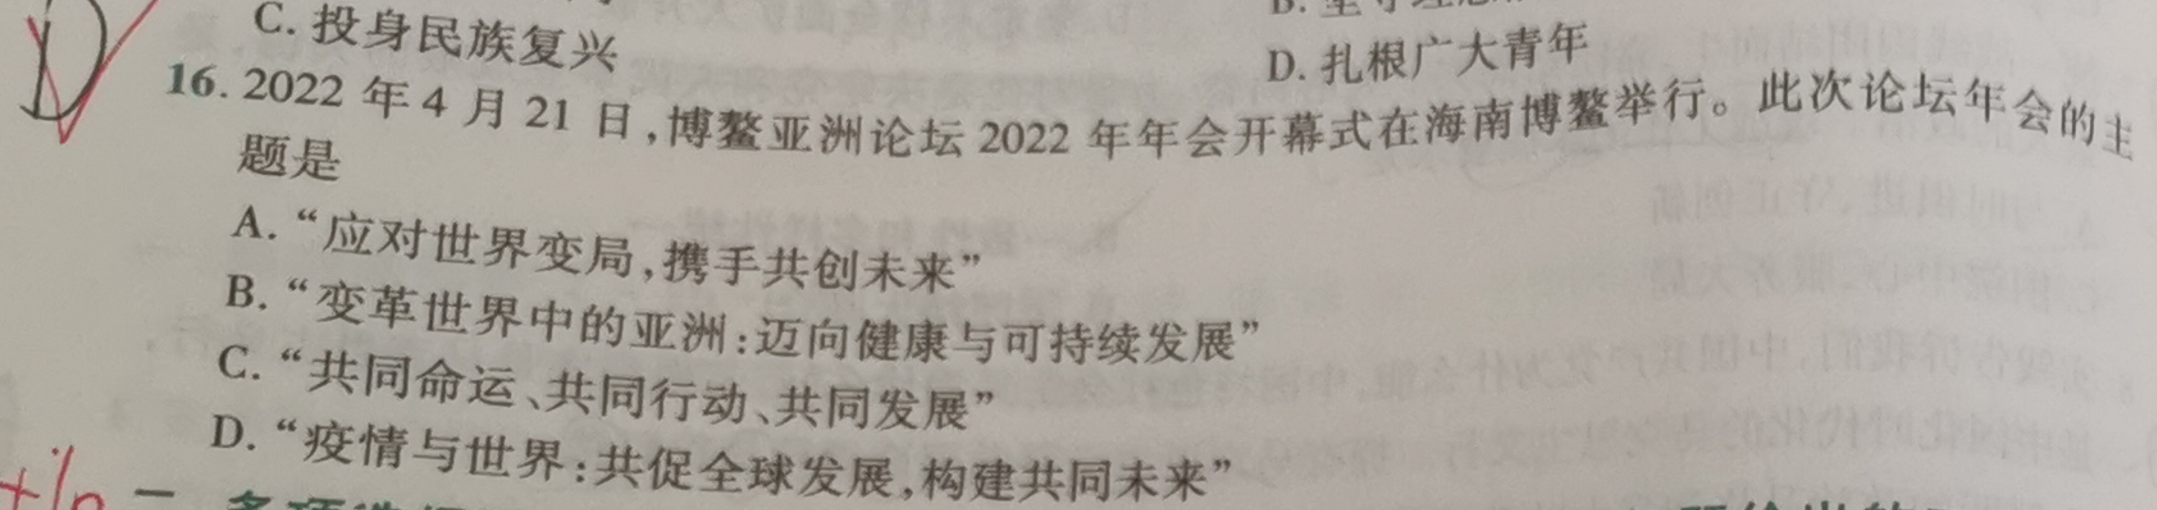 C. 投身民族复兴
D. 扎根广大青年
D
16. 2022 年 4 月 21 日,博鳌亚洲论坛 2022 年年会开幕式在海南博鳌举行。此次论坛年会的主
题是
A. “应对世界变局,携手共创未来”
B. “变革世界中的亚洲:迈向健康与可持续发展”
C. “共同命运、共同行动、共同发展”
D. “疫情与世界:共促全球发展,构建共同未来”